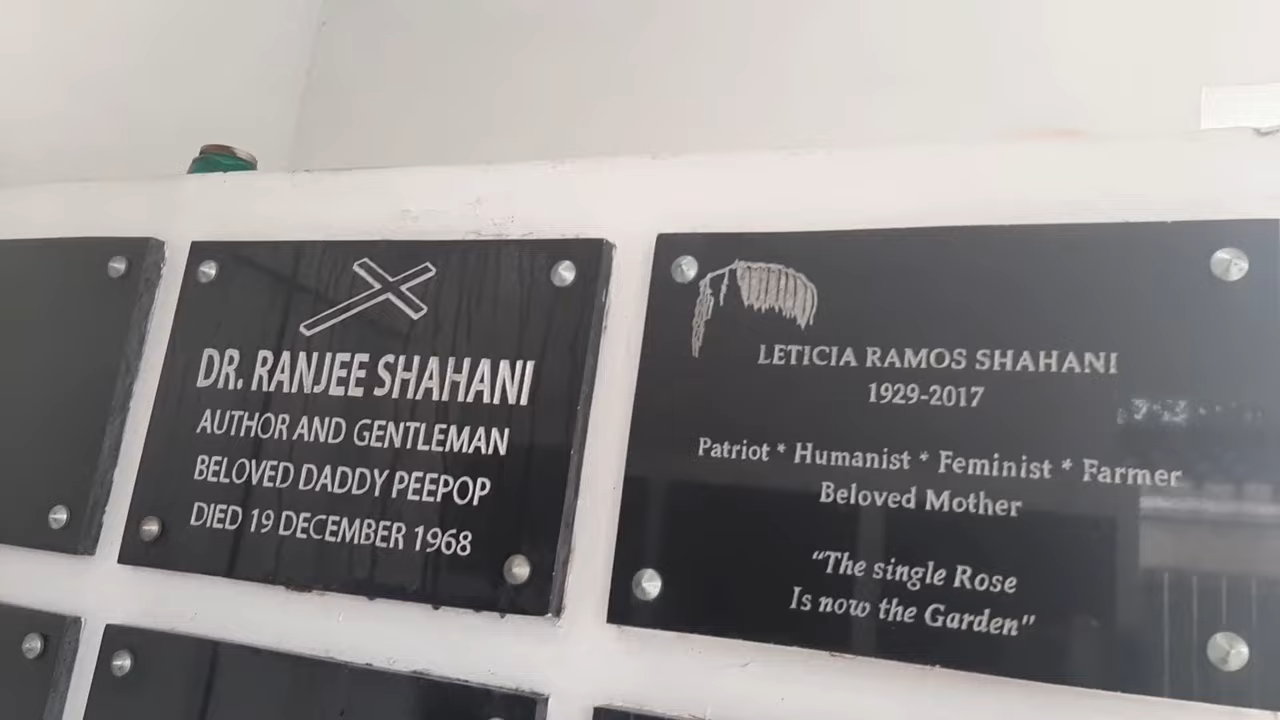 DR. RANJEE SHAHANI
AUTHOR AND GENTLEMAN
BELOVED DADDY PEEPOP
DIED 19 DECEMBER 1968
LETICIA RAMOS SHAHANI
1929-2017
Patriot * Humanist * Feminist * Farmer
Beloved Mother
“The single Rose
Is now the Garden"